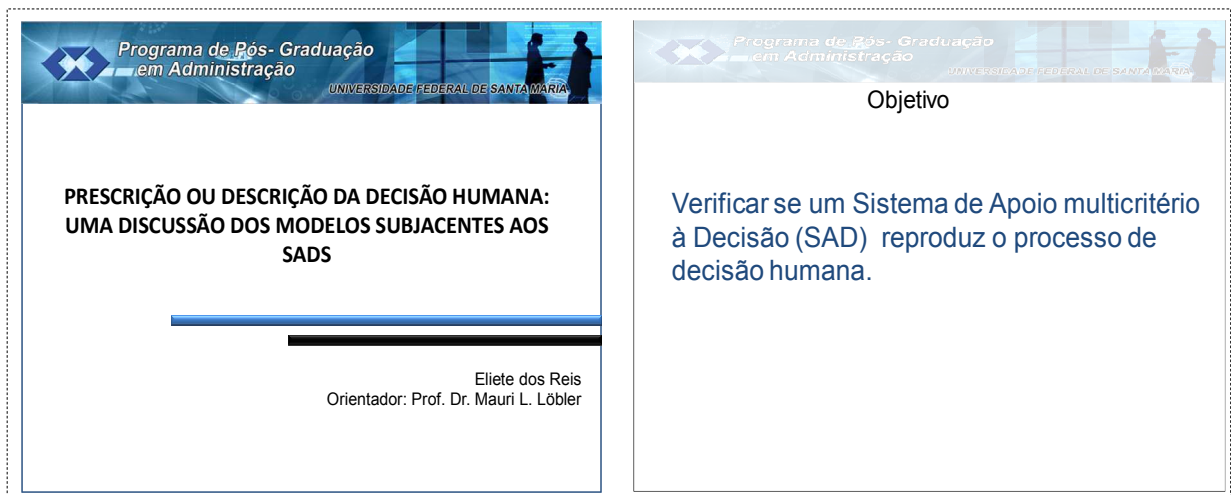 Programa de Pós- Graduação
em Administração
UNIVERSIDADE FEDERAL DE SANTA MARIA
PRESCRIÇÃO OU DESCRIÇÃO DA DECISÃO HUMANA:
UMA DISCUSSÃO DOS MODELOS SUBJACENTES AOS
SADS
Eliete dos Reis
Orientador: Prof. Dr. Mauri L. Löbler
Programa de Pós- Graduação
em Administração
UNIVERSIDADE FEDERAL DE SANTA MARIA
Objetivo
Verificar se um Sistema de Apoio multicritério
à Decisão (SAD) reproduz o processo de
decisão humana.